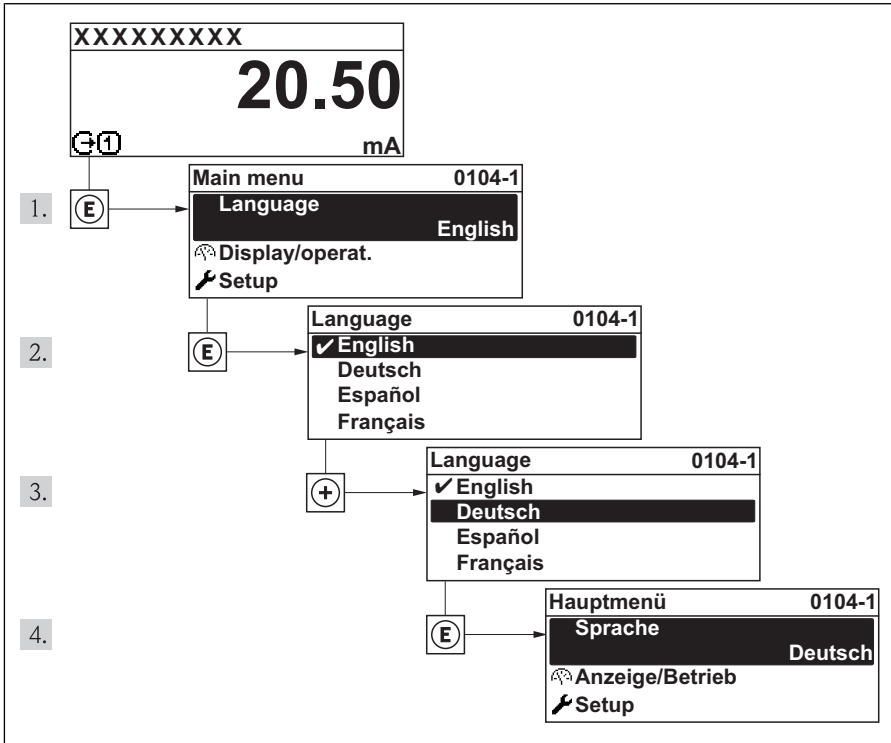 XXXXXXXXX
20.50
1 mA
Main menu 0104-1
1. E Language
English
Display/operat.
Setup
Language 0104-1
2. E ✔ English
Deutsch
Español
Français
Language 0104-1
3. + ✔ English
Deutsch
Español
Français
Hauptmenü 0104-1
4. E Sprache
Deutsch
Anzeige/Betrieb
Setup